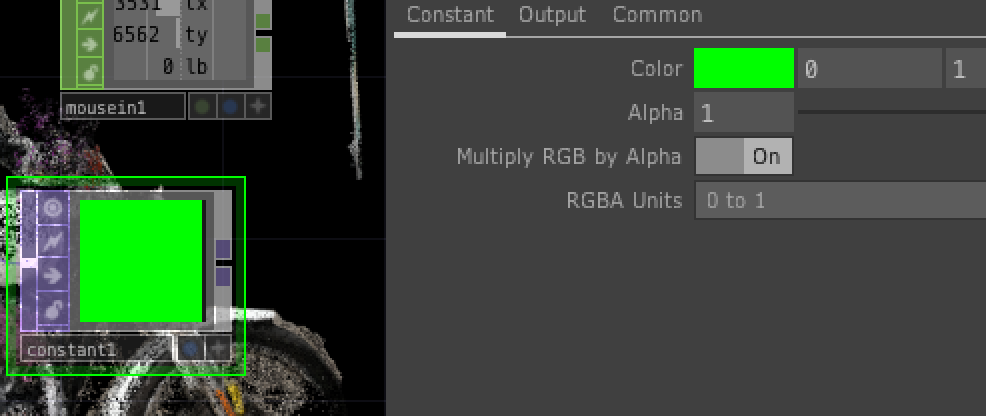 3531 tx
6562 ty
0 lb
mousein1
constant1
Constant Output Common
Color 0 1
Alpha 1
Multiply RGB by Alpha On
RGBA Units 0 to 1